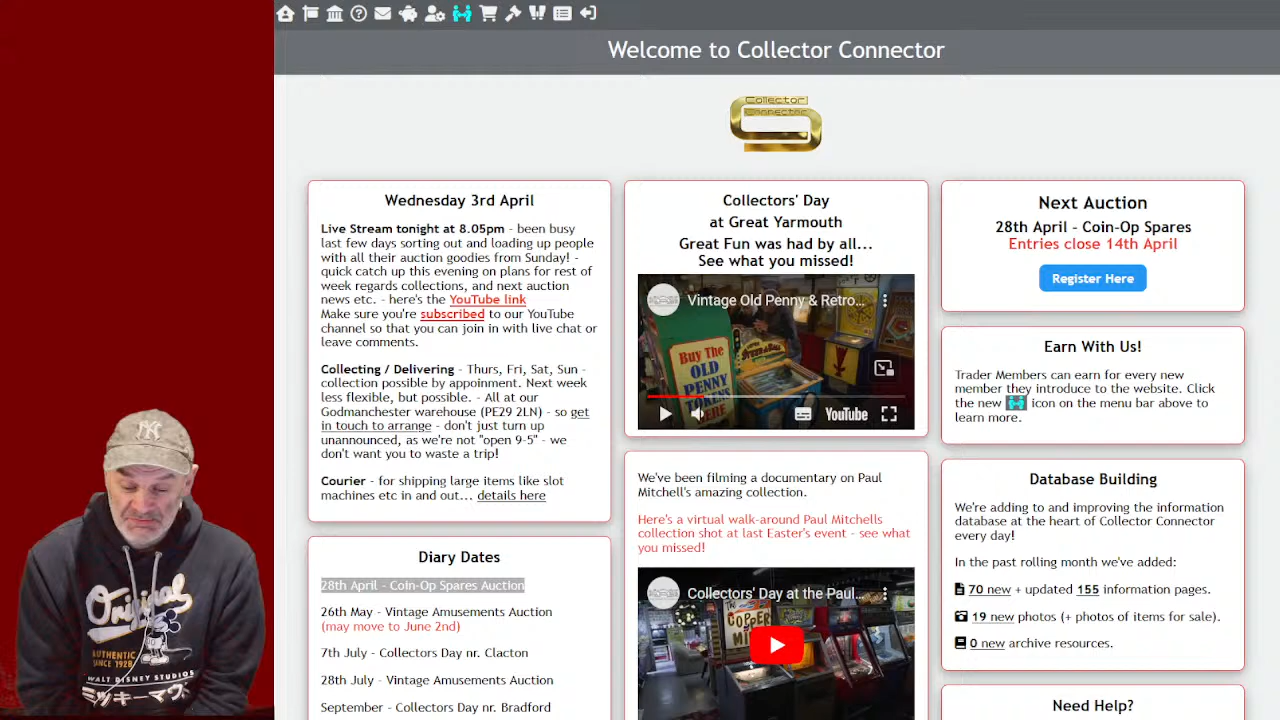 Welcome to Collector Connector
Collector
Connector
Wednesday 3rd April
Live Stream tonight at 8.05pm - been busy
last few days sorting out and loading up people
with all their auction goodies from Sunday! -
quick catch up this evening on plans for rest of
week regards collections, and next auction
news etc. - here's the YouTube link
Make sure you're subscribed to our YouTube
channel so that you can join in with live chat or
leave comments.
Collecting / Delivering - Thurs, Fri, Sat, Sun -
collection possible by appoinment. Next week
less flexible, but possible. - All at our
Godmanchester warehouse (PE29 2LN) - so get
in touch to arrange - don't just turn up
unannounced, as we're not "open 9-5" - we
don't want you to waste a trip!
Courier - for shipping large items like slot
machines etc in and out... details here
Diary Dates
28th April - Coin-Op Spares Auction
26th May - Vintage Amusements Auction
(may move to June 2nd)
7th July - Collectors Day nr. Clacton
28th July - Vintage Amusements Auction
September - Collectors Day nr. Bradford
Collectors' Day
at Great Yarmouth
Great Fun was had by all...
See what you missed!
Vintage Old Penny & Retro...
BUY THE
OLD
PENNY
TOKENS
HERE
YouTube
We've been filming a documentary on Paul
Mitchell's amazing collection.
Here's a virtual walk-around Paul Mitchells
collection shot at last Easter's event - see what
you missed!
Collectors' Day at the Paul...
Next Auction
28th April - Coin-Op Spares
Entries close 14th April
Register Here
Earn With Us!
Trader Members can earn for every new
member they introduce to the website. Click
the new icon on the menu bar above to
learn more.
Database Building
We're adding to and improving the information
database at the heart of Collector Connector
every day!
In the past rolling month we've added:
70 new + updated 155 information pages.
19 new photos (+ photos of items for sale).
0 new archive resources.
Need Help?
NY
Original
AUTHENTIC
SINCE 1928
WALT DISNEY STUDIOS
ミッキーマウ